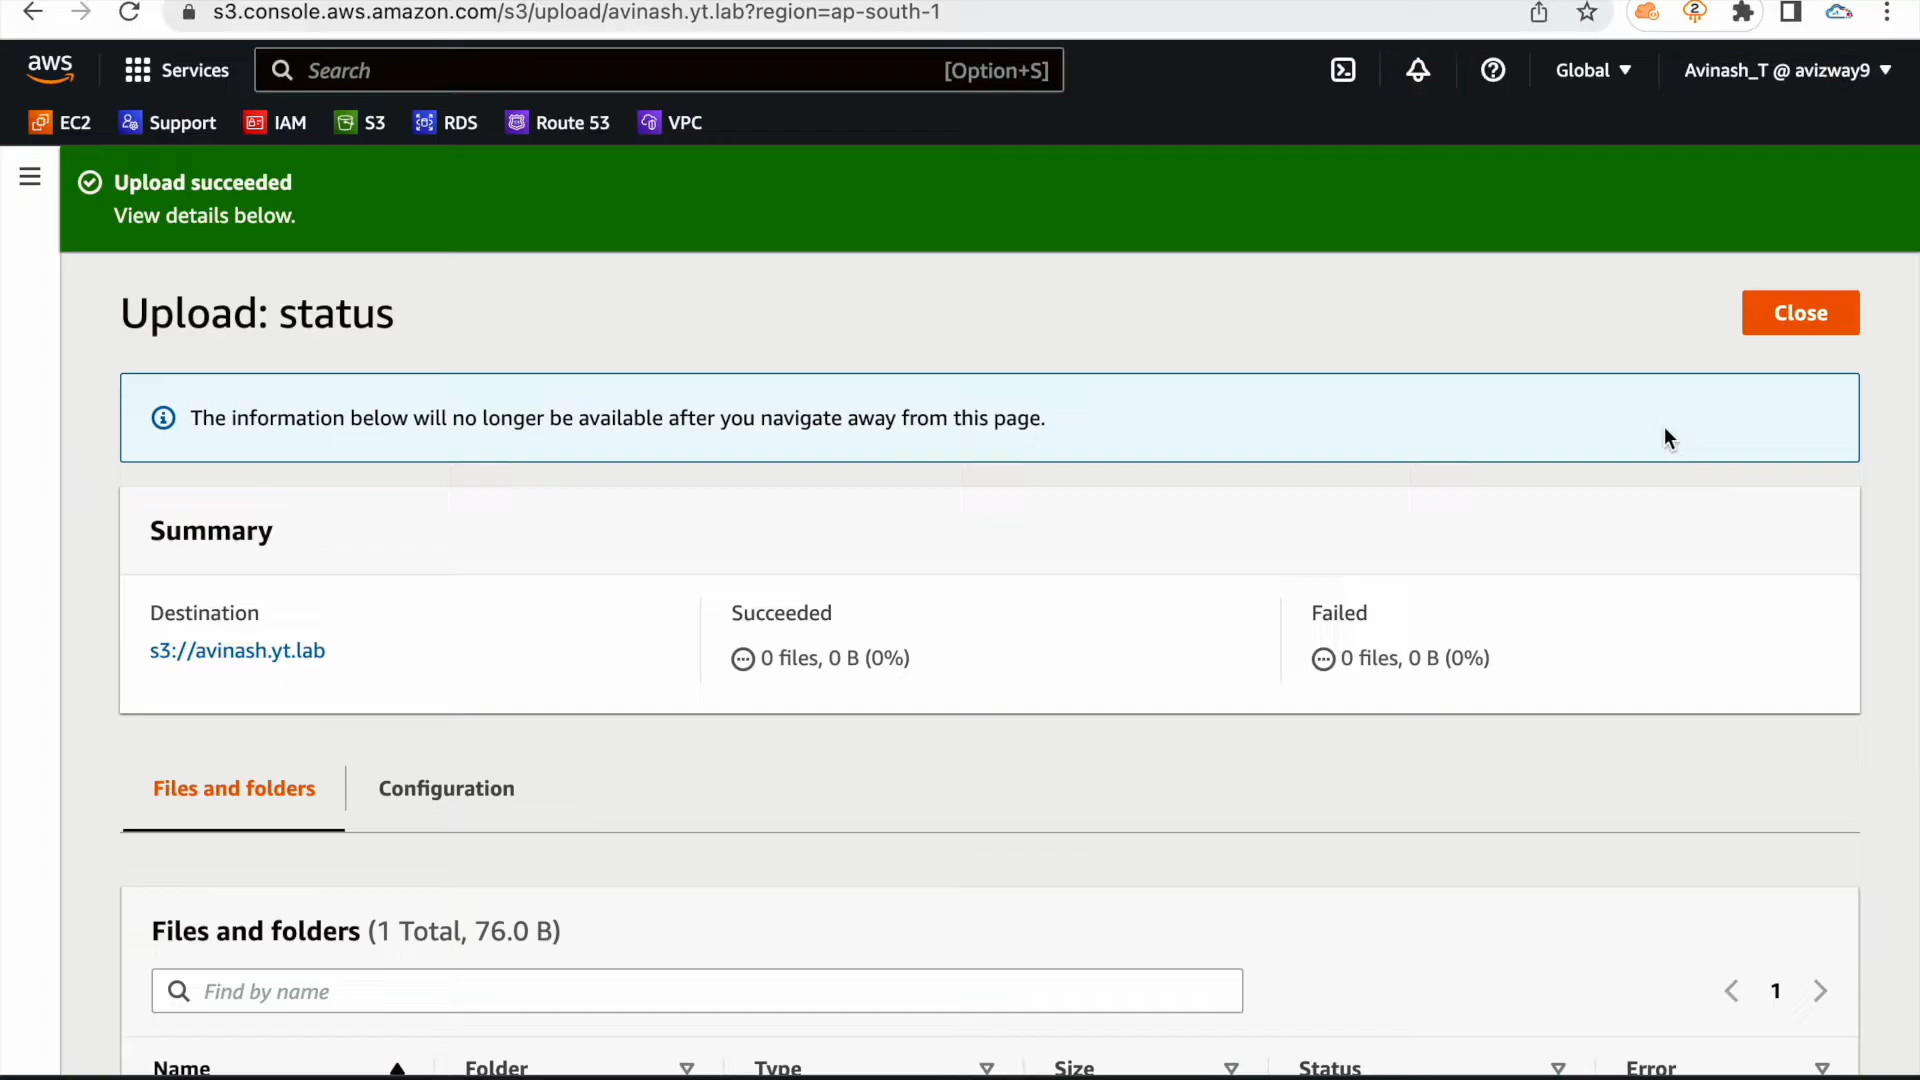 s3.console.aws.amazon.com/s3/upload/avinash.yt.lab?region=ap-south-1
2
aws Services Search [Option+S] Global Avinash_T @ avizway9
EC2 Support IAM S3 RDS Route 53 VPC
Upload succeeded
View details below.
Upload: status
Close
The information below will no longer be available after you navigate away from this page.
Summary
Destination Succeeded Failed
s3://avinash.yt.lab 0 files, 0 B (0%) 0 files, 0 B (0%)
Files and folders Configuration
Files and folders (1 Total, 76.0 B)
Find by name 1
Name Folder Type Size Status Error